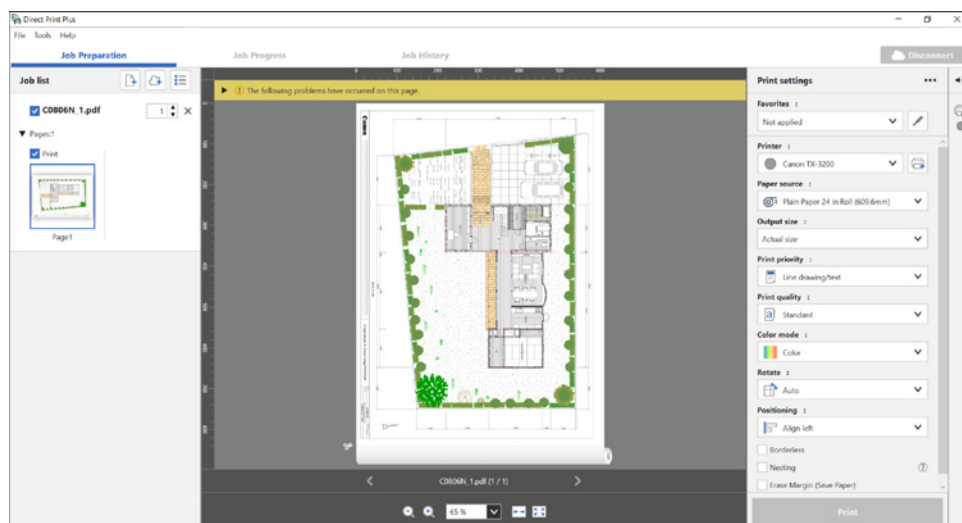 Direct Print Plus
File Tools Help
Job Preparation
Job Progress
Job History
Disconnect
Job list
C0806N_1.pdf
1
Pages:1
Print
Page1
The following problems have occurred on this page.
Canon
C0806N_1.pdf (1 / 1)
65 %
Print settings
Favorites :
Not applied
Printer :
Canon TX-3200
Paper source :
Plain Paper 24 in Roll (609.6mm)
Output size :
Actual size
Print priority :
Line drawing/text
Print quality :
Standard
Color mode :
Color
Rotate :
Auto
Positioning :
Align left
Borderless
Nesting
Erase Margin (Save Paper)
Print